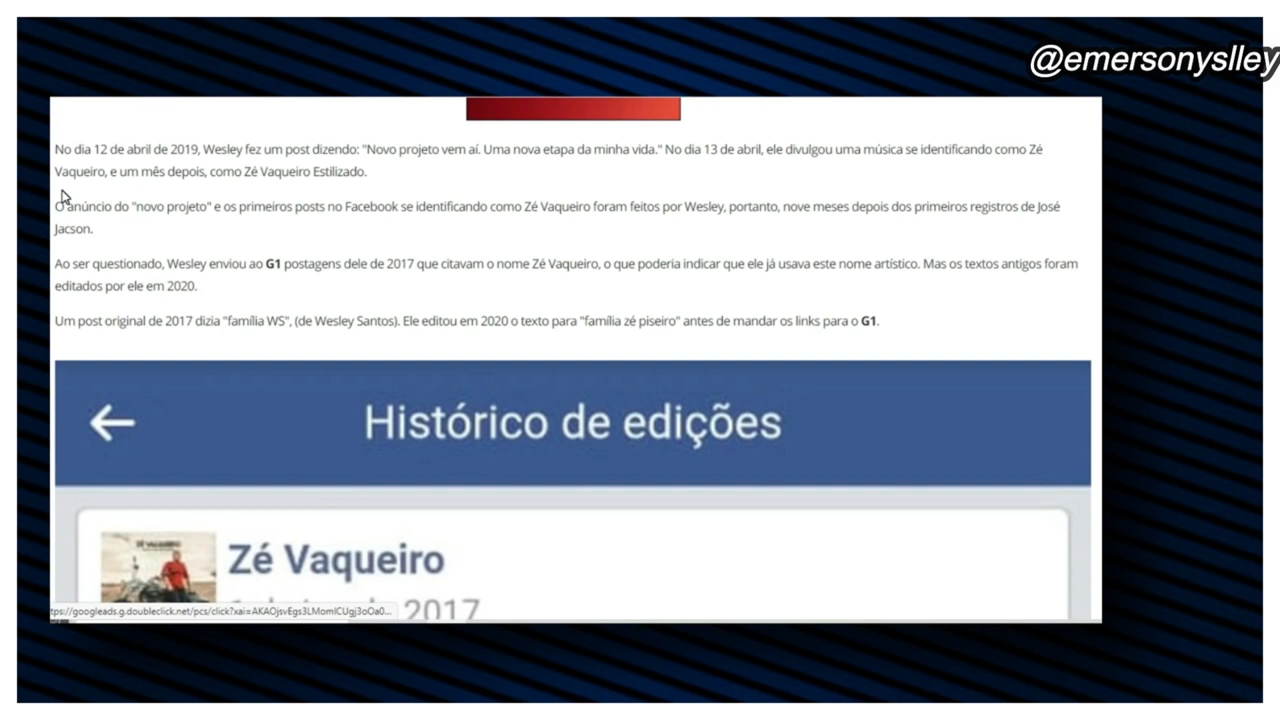 @emersonyslley
No dia 12 de abril de 2019, Wesley fez um post dizendo: "Novo projeto vem aí. Uma nova etapa da minha vida." No dia 13 de abril, ele divulgou uma música se identificando como Zé
Vaqueiro, e um mês depois, como Zé Vaqueiro Estilizado.
O anúncio do "novo projeto" e os primeiros posts no Facebook se identificando como Zé Vaqueiro foram feitos por Wesley, portanto, nove meses depois dos primeiros registros de José
Jacson.
Ao ser questionado, Wesley enviou ao G1 postagens dele de 2017 que citavam o nome Zé Vaqueiro, o que poderia indicar que ele já usava este nome artístico. Mas os textos antigos foram
editados por ele em 2020.
Um post original de 2017 dizia "família WS", (de Wesley Santos). Ele editou em 2020 o texto para "família zé piseiro" antes de mandar os links para o G1.
Histórico de edições
Zé Vaqueiro
2017